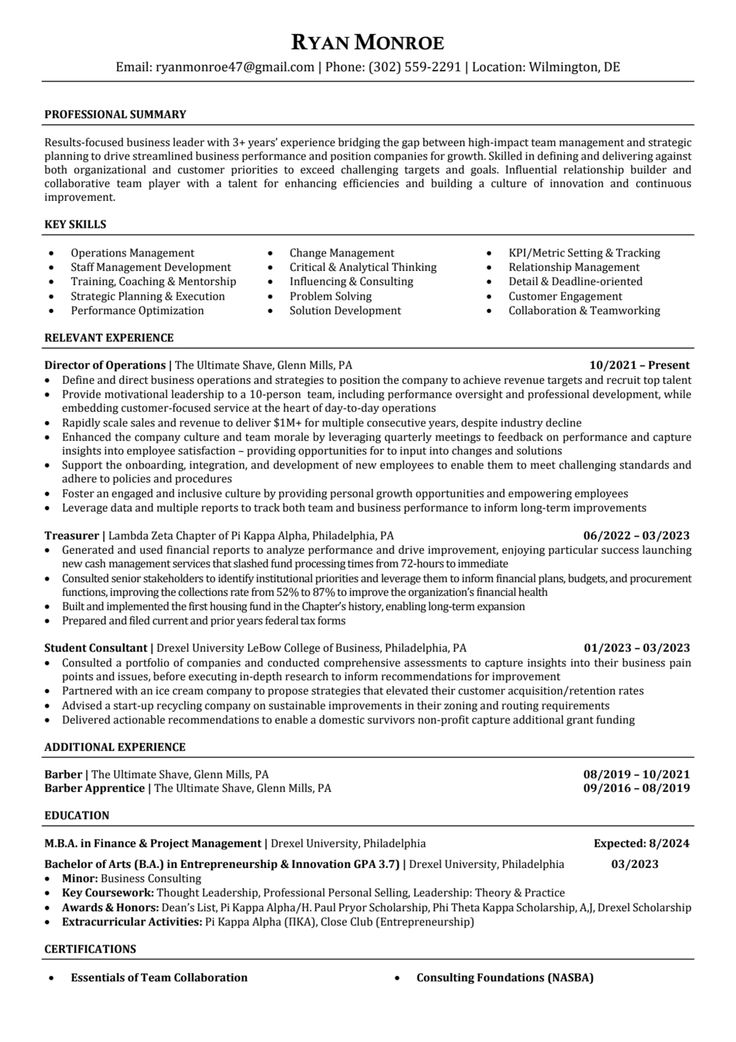 RYAN MONROE
Email: ryanmonroe47@gmail.com | Phone: (302) 559-2291 | Location: Wilmington, DE
PROFESSIONAL SUMMARY
Results-focused business leader with 3+ years' experience bridging the gap between high-impact team management and strategic
planning to drive streamlined business performance and position companies for growth. Skilled in defining and delivering against
both organizational and customer priorities to exceed challenging targets and goals. Influential relationship builder and
collaborative team player with a talent for enhancing efficiencies and building a culture of innovation and continuous
improvement.
KEY SKILLS
• Operations Management • Change Management • KPI/Metric Setting & Tracking
• Staff Management Development • Critical & Analytical Thinking • Relationship Management
• Training, Coaching & Mentorship • Influencing & Consulting • Detail & Deadline-oriented
• Strategic Planning & Execution • Problem Solving • Customer Engagement
• Performance Optimization • Solution Development • Collaboration & Teamworking
RELEVANT EXPERIENCE
Director of Operations | The Ultimate Shave, Glenn Mills, PA 10/2021 – Present
• Define and direct business operations and strategies to position the company to achieve revenue targets and recruit top talent
• Provide motivational leadership to a 10-person team, including performance oversight and professional development, while
embedding customer-focused service at the heart of day-to-day operations
• Rapidly scale sales and revenue to deliver $1M+ for multiple consecutive years, despite industry decline
• Enhanced the company culture and team morale by leveraging quarterly meetings to feedback on performance and capture
insights into employee satisfaction – providing opportunities for to input into changes and solutions
• Support the onboarding, integration, and development of new employees to enable them to meet challenging standards and
adhere to policies and procedures
• Foster an engaged and inclusive culture by providing personal growth opportunities and empowering employees
• Leverage data and multiple reports to track both team and business performance to inform long-term improvements
Treasurer | Lambda Zeta Chapter of Pi Kappa Alpha, Philadelphia, PA 06/2022 – 03/2023
• Generated and used financial reports to analyze performance and drive improvement, enjoying particular success launching
new cash management services that slashed fund processing times from 72-hours to immediate
• Consulted senior stakeholders to identify institutional priorities and leverage them to inform financial plans, budgets, and procurement
functions, improving the collections rate from 52% to 87% to improve the organization's financial health
• Built and implemented the first housing fund in the Chapter's history, enabling long-term expansion
• Prepared and filed current and prior years federal tax forms
Student Consultant | Drexel University LeBow College of Business, Philadelphia, PA 01/2023 – 03/2023
• Consulted a portfolio of companies and conducted comprehensive assessments to capture insights into their business pain
points and issues, before executing in-depth research to inform recommendations for improvement
• Partnered with an ice cream company to propose strategies that elevated their customer acquisition/retention rates
• Advised a start-up recycling company on sustainable improvements in their zoning and routing requirements
• Delivered actionable recommendations to enable a domestic survivors non-profit capture additional grant funding
ADDITIONAL EXPERIENCE
Barber | The Ultimate Shave, Glenn Mills, PA 08/2019 – 10/2021
Barber Apprentice | The Ultimate Shave, Glenn Mills, PA 09/2016 – 08/2019
EDUCATION
M.B.A. in Finance & Project Management | Drexel University, Philadelphia Expected: 8/2024
Bachelor of Arts (B.A.) in Entrepreneurship & Innovation GPA 3.7) | Drexel University, Philadelphia 03/2023
• Minor: Business Consulting
• Key Coursework: Thought Leadership, Professional Personal Selling, Leadership: Theory & Practice
• Awards & Honors: Dean's List, Pi Kappa Alpha/H. Paul Pryor Scholarship, Phi Theta Kappa Scholarship, A,J, Drexel Scholarship
• Extracurricular Activities: Pi Kappa Alpha (ΠΚΑ), Close Club (Entrepreneurship)
CERTIFICATIONS
• Essentials of Team Collaboration • Consulting Foundations (NASBA)